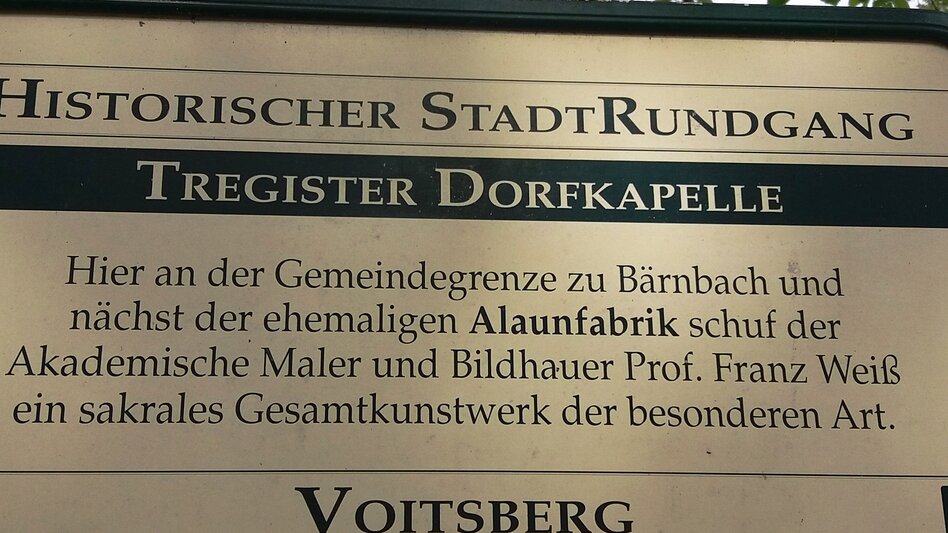 Historischer StadtRundgang
Tregister Dorfkapelle
Hier an der Gemeindegrenze zu Bärnbach und
nächst der ehemaligen Alaunfabrik schuf der
Akademische Maler und Bildhauer Prof. Franz Weiß
ein sakrales Gesamtkunstwerk der besonderen Art.
Voitsberg